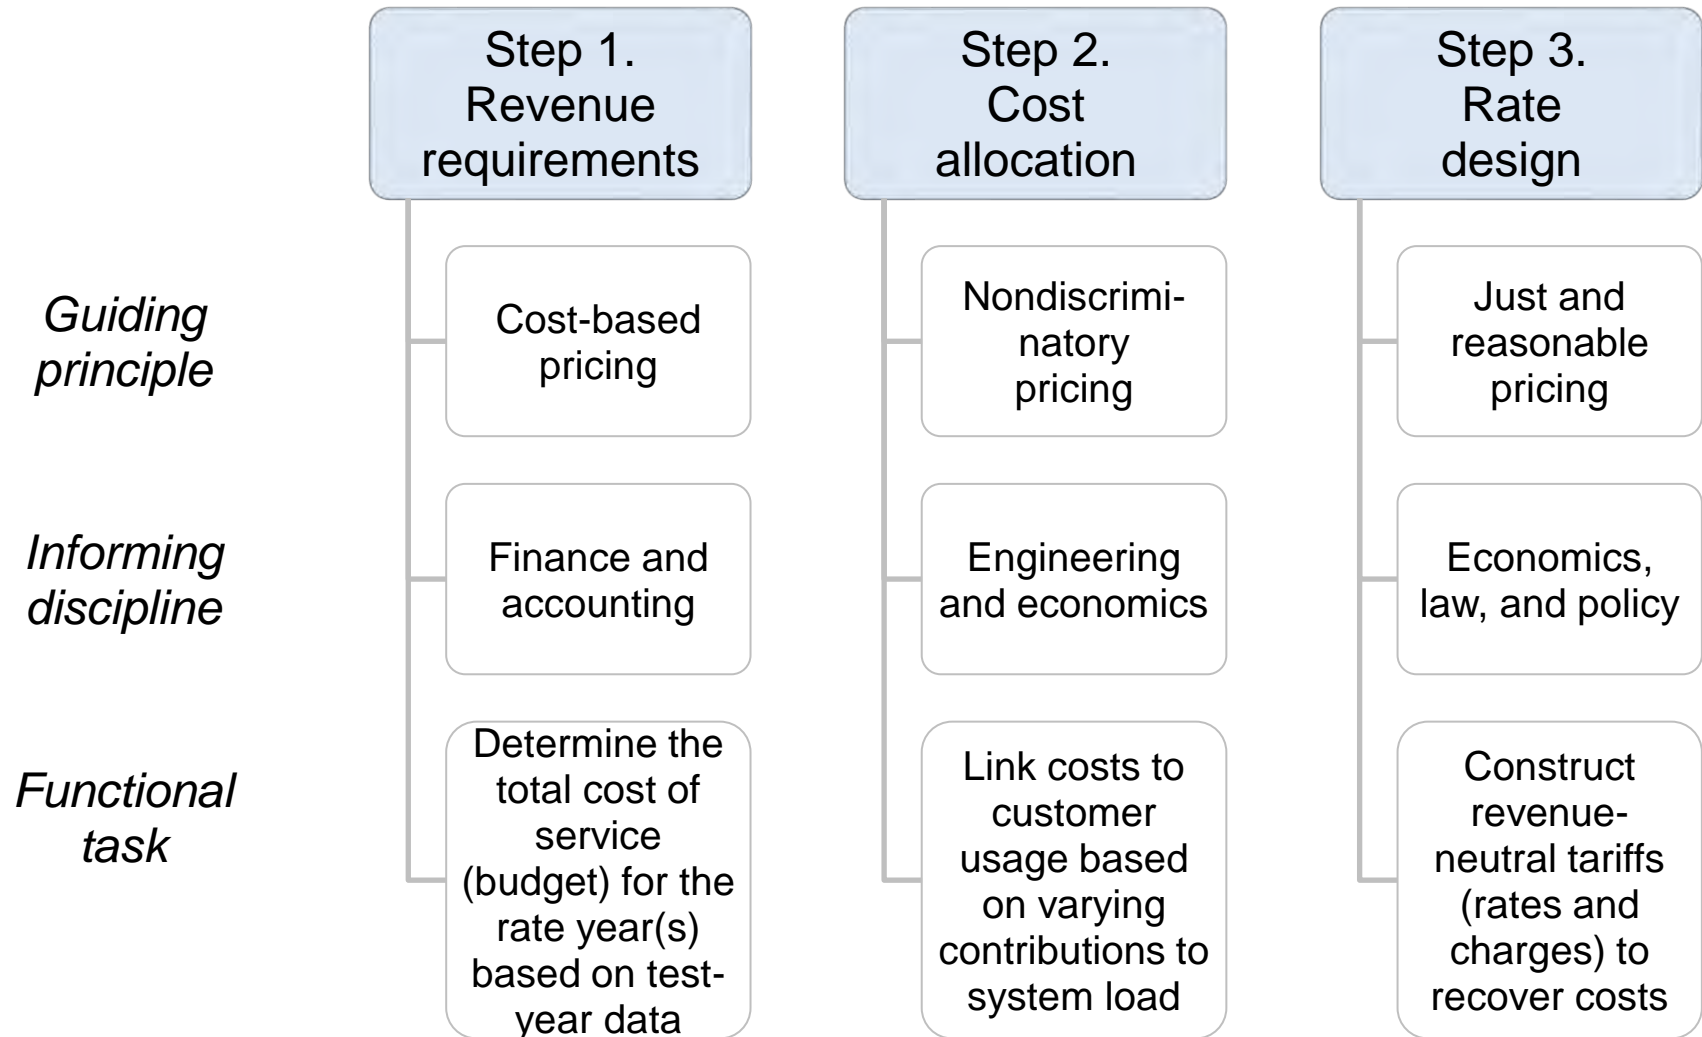 Step 1.
Revenue
requirements
Step 2.
Cost
allocation
Step 3.
Rate
design
Guiding
principle
Cost-based
pricing
Nondiscrimi-
natory
pricing
Just and
reasonable
pricing
Informing
discipline
Finance and
accounting
Engineering
and economics
Economics,
law, and policy
Functional
task
Determine the
total cost of
service
(budget) for the
rate year(s)
based on test-
year data
Link costs to
customer
usage based
on varying
contributions to
system load
Construct
revenue-
neutral tariffs
(rates and
charges) to
recover costs